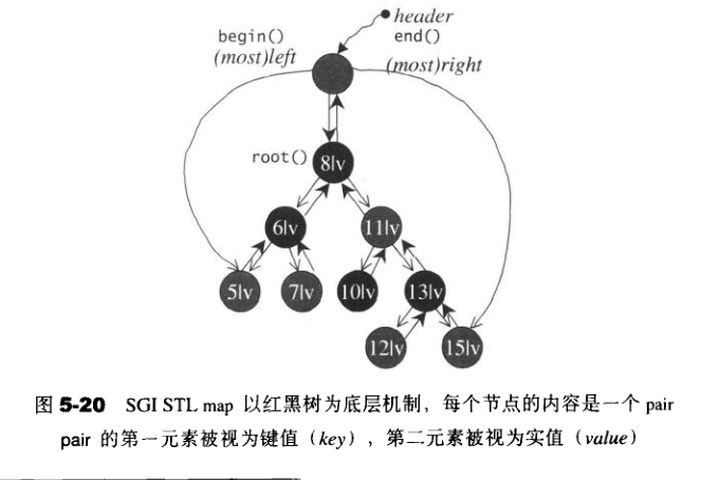 header
begin()
end()
(most)left
(most)right
root()
8|v
6|v
11|v
5|v
7|v
10|v
13|v
12|v
15|v
图 5-20 SGI STL map 以红黑树为底层机制，每个节点的内容是一个 pair
pair 的第一元素被视为键值（key），第二元素被视为实值（value）